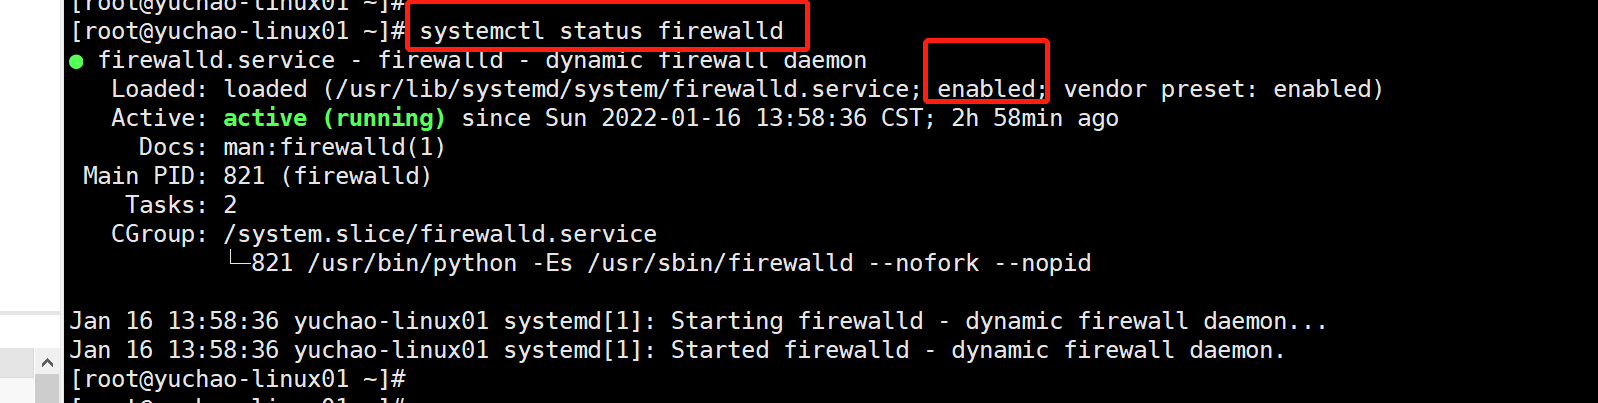 [root@yuchao-linux01 ~]#
[root@yuchao-linux01 ~]# systemctl status firewalld
● firewalld.service - firewalld - dynamic firewall daemon
Loaded: loaded (/usr/lib/systemd/system/firewalld.service; enabled; vendor preset: enabled)
Active: active (running) since Sun 2022-01-16 13:58:36 CST; 2h 58min ago
Docs: man:firewalld(1)
Main PID: 821 (firewalld)
Tasks: 2
CGroup: /system.slice/firewalld.service
└─821 /usr/bin/python -Es /usr/sbin/firewalld --nofork --nopid
Jan 16 13:58:36 yuchao-linux01 systemd[1]: Starting firewalld - dynamic firewall daemon...
Jan 16 13:58:36 yuchao-linux01 systemd[1]: Started firewalld - dynamic firewall daemon.
[root@yuchao-linux01 ~]#
[root@yuchao-linux01 ~]#